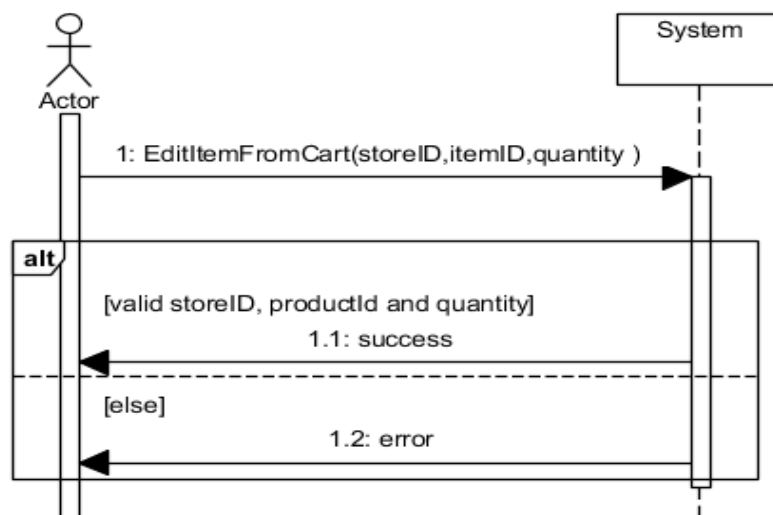 System
Actor
1: EditItemFromCart(storeID,itemID,quantity )
alt
[valid storeID, productId and quantity]
1.1: success
[else]
1.2: error